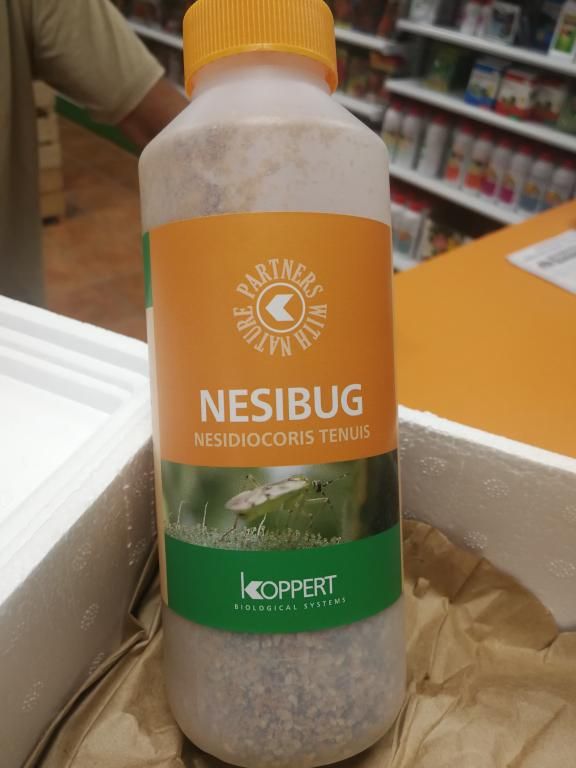 PARTNERS WITH NATURE
NESIBUG
NESIDIOCORIS TENUIS
KOPPERT
BIOLOGICAL SYSTEMS